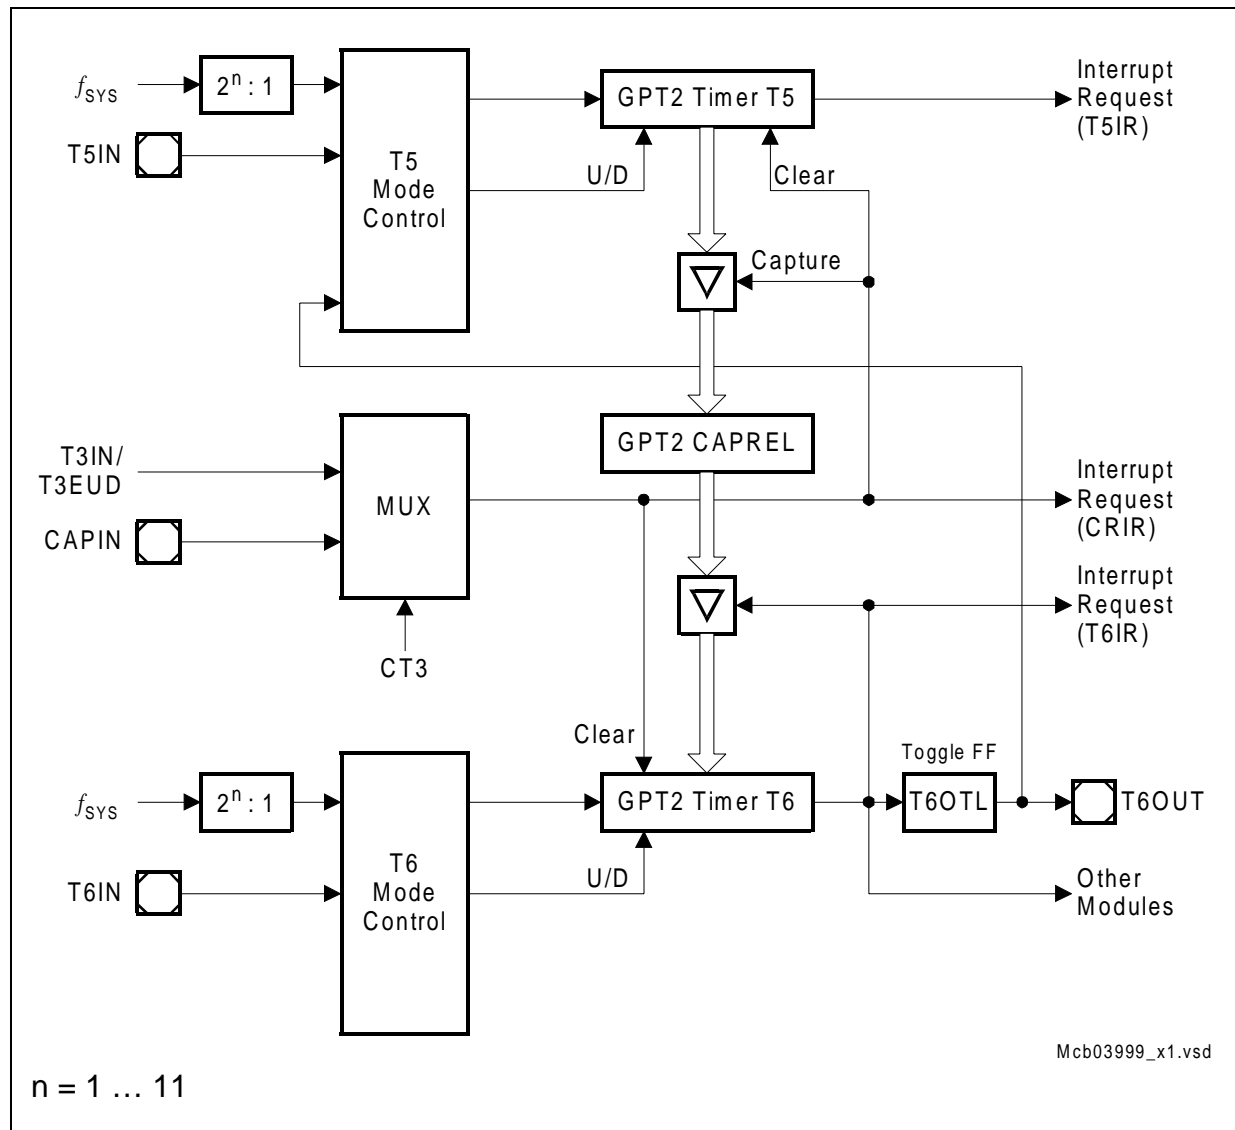 fSYS
2n : 1
T5IN
T5
Mode
Control
GPT2 Timer T5
U/D
Clear
Interrupt
Request
(T5IR)
Capture
T3IN/
T3EUD
CAPIN
MUX
CT3
GPT2 CAPREL
Interrupt
Request
(CRIR)
Interrupt
Request
(T6IR)
fSYS
2n : 1
T6IN
T6
Mode
Control
Clear
GPT2 Timer T6
U/D
Toggle FF
T6OTL
T6OUT
Other
Modules
Mcb03999_x1.vsd
n = 1 … 11